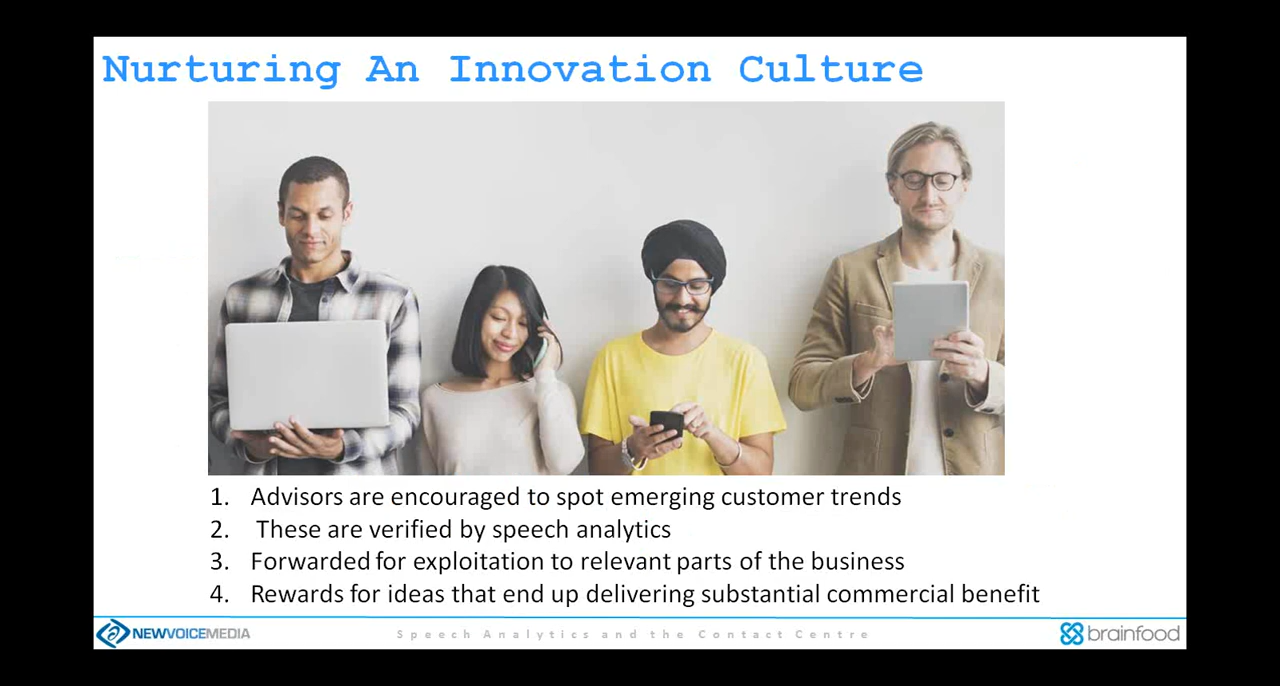 Nurturing An Innovation Culture
1. Advisors are encouraged to spot emerging customer trends
2. These are verified by speech analytics
3. Forwarded for exploitation to relevant parts of the business
4. Rewards for ideas that end up delivering substantial commercial benefit
NEWVOICEMEDIA
Speech Analytics and the Contact Centre
brainfood